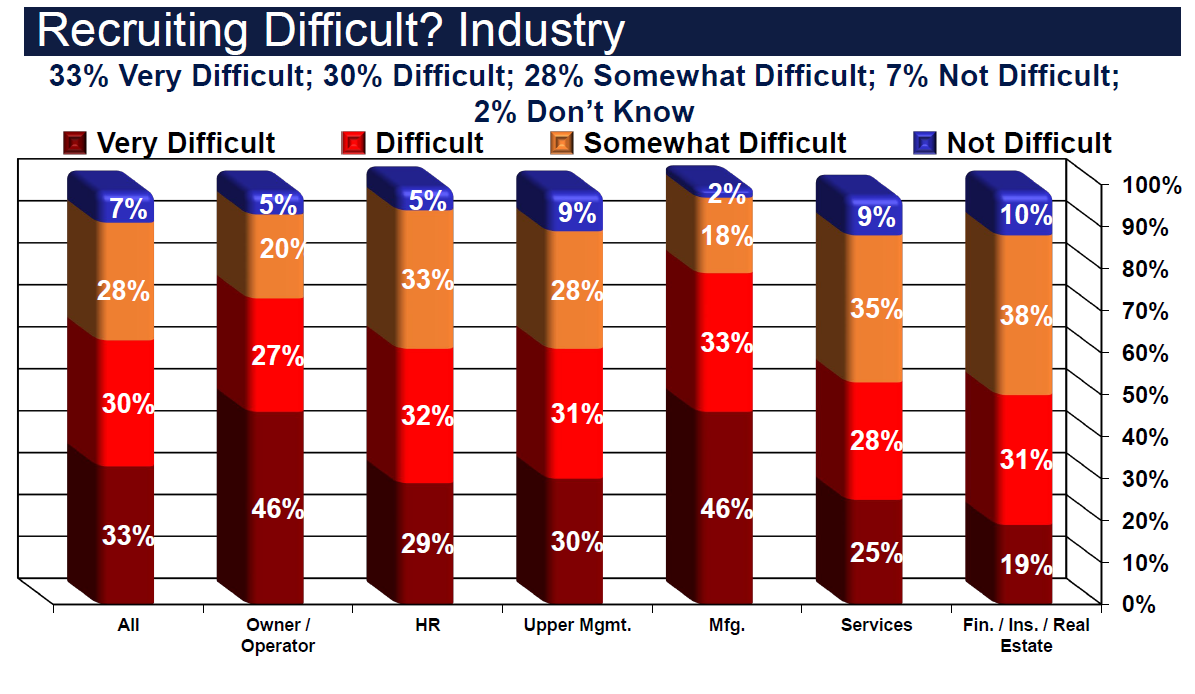 Recruiting Difficult? Industry
33% Very Difficult; 30% Difficult; 28% Somewhat Difficult; 7% Not Difficult;
2% Don’t Know
Very Difficult Difficult Somewhat Difficult Not Difficult
7% 5% 5% 9% 2% 9% 10%
28% 20% 33% 28% 18% 35% 38%
30% 27% 32% 31% 33% 28% 31%
33% 46% 29% 30% 46% 25% 19%
100%
90%
80%
70%
60%
50%
40%
30%
20%
10%
0%
All
Owner /
Operator
HR
Upper Mgmt.
Mfg.
Services
Fin. / Ins. / Real
Estate